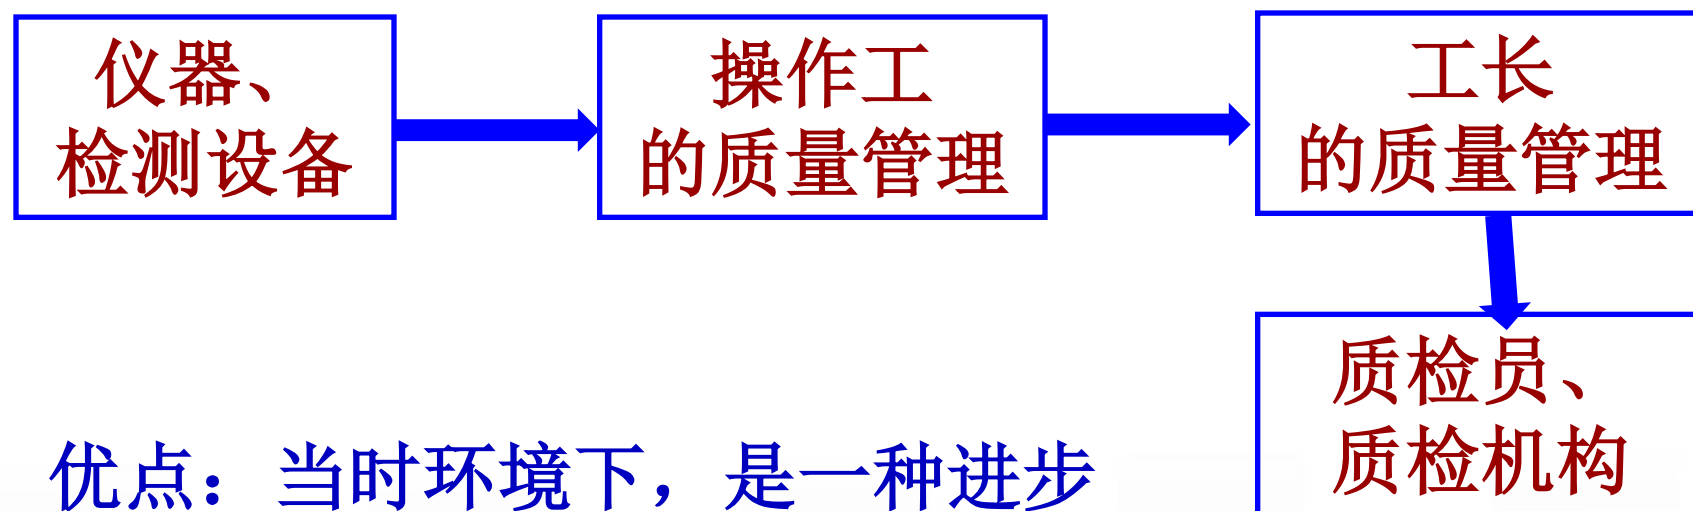 仪器、
检测设备
操作工
的质量管理
工长
的质量管理
质检员、
质检机构
优点：当时环境下，是一种进步